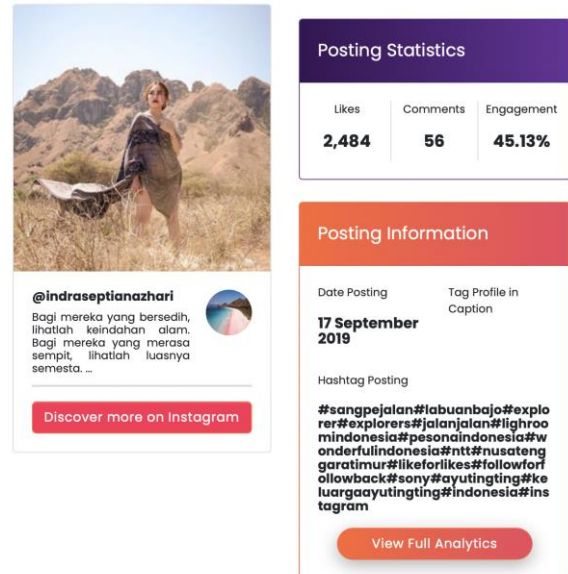 @indraseptianazhari
Bagi mereka yang bersedih,
lihatlah keindahan alam.
Bagi mereka yang merasa
sempit, lihatlah luasnya
semesta. ...
Discover more on Instagram
Posting Statistics
Likes
Comments
Engagement
2,484
56
45.13%
Posting Information
Date Posting
Tag Profile in
Caption
17 September
2019
Hashtag Posting
#sangpejalan#labuanbajo#explo
rer#explorers#jalanjalan#lighroo
mindonesia#pesonaindonesia#w
onderfulindonesia#ntt#nusateng
garatimur#likeforlikes#followforf
ollowback#sony#ayutingting#ke
luargaayutingting#indonesia#ins
tagram
View Full Analytics